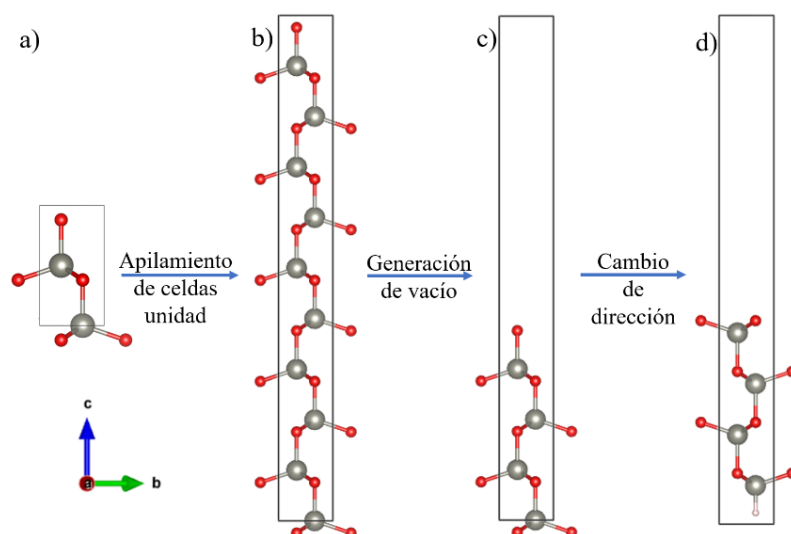 a)
b)
c)
d)
Apilamiento
de celdas
unidad
Generación
de vacío
Cambio
de
dirección
c
a
b